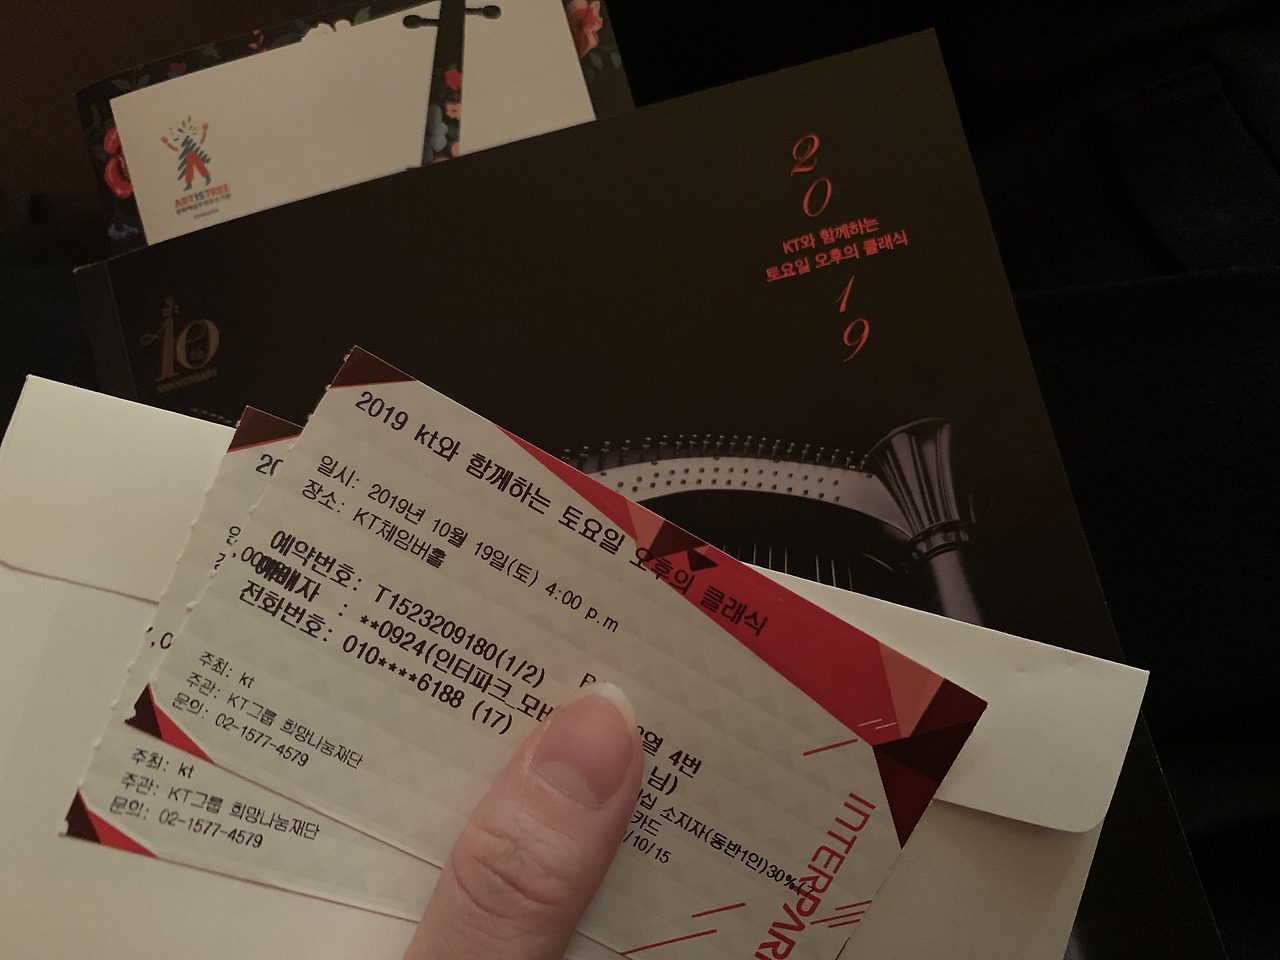 ARTISTREE
2
0
KT와 함께하는
토요일 오후의 클래식
1
9
10th
ANNIVERSARY
2019 kt와 함께하는 토요일 오후의 클래식
일시: 2019년 10월 19일(토) 4:00 p.m
장소: KT체임버홀
예약번호: T1523209180(1/2)
열 4번
예매자 : **0924(인터파크_모바
님)
전화번호: 010****6188 (17)
소지자(동반1인)30%
카드
/10/15
주최: kt
주관: KT그룹 희망나눔재단
문의: 02-1577-4579
INTERPARK
20
주최: kt
주관: KT그룹 희망나눔재단
문의: 02-1577-4579